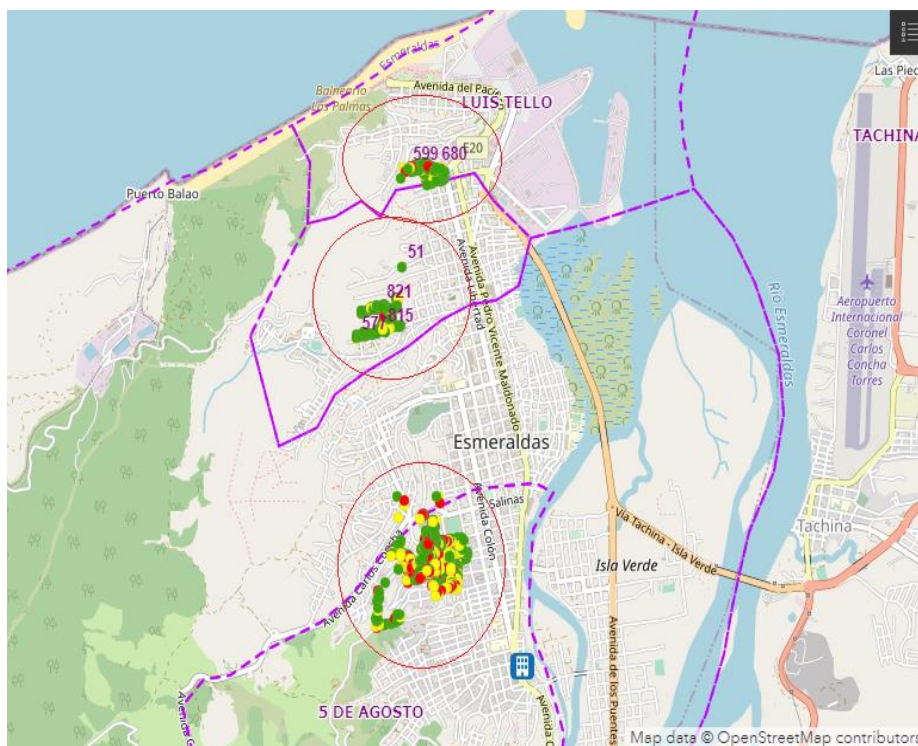 Esmeraldas
Avenida del Pací
Las Pied
Balneario
Las Palmas
LUIS TELLO
TACHINA
E20
599 680
Puerto Balao
51
821
815
57
Avenida Libertad
Avenida Pedro Vicente Maldonado
Río Esmeraldas
Aeropuerto
Internacional
Coronel
Carlos
Concha
Torres
Esmeraldas
Salinas
Avenida Colón
Avenida Carlos Concha
Vía Tachina - Isla Verde
Tachina
Isla Verde
Avenida de los Puentes
5 DE AGOSTO
Avenida G
Avenida C
Map data © OpenStreetMap contributors